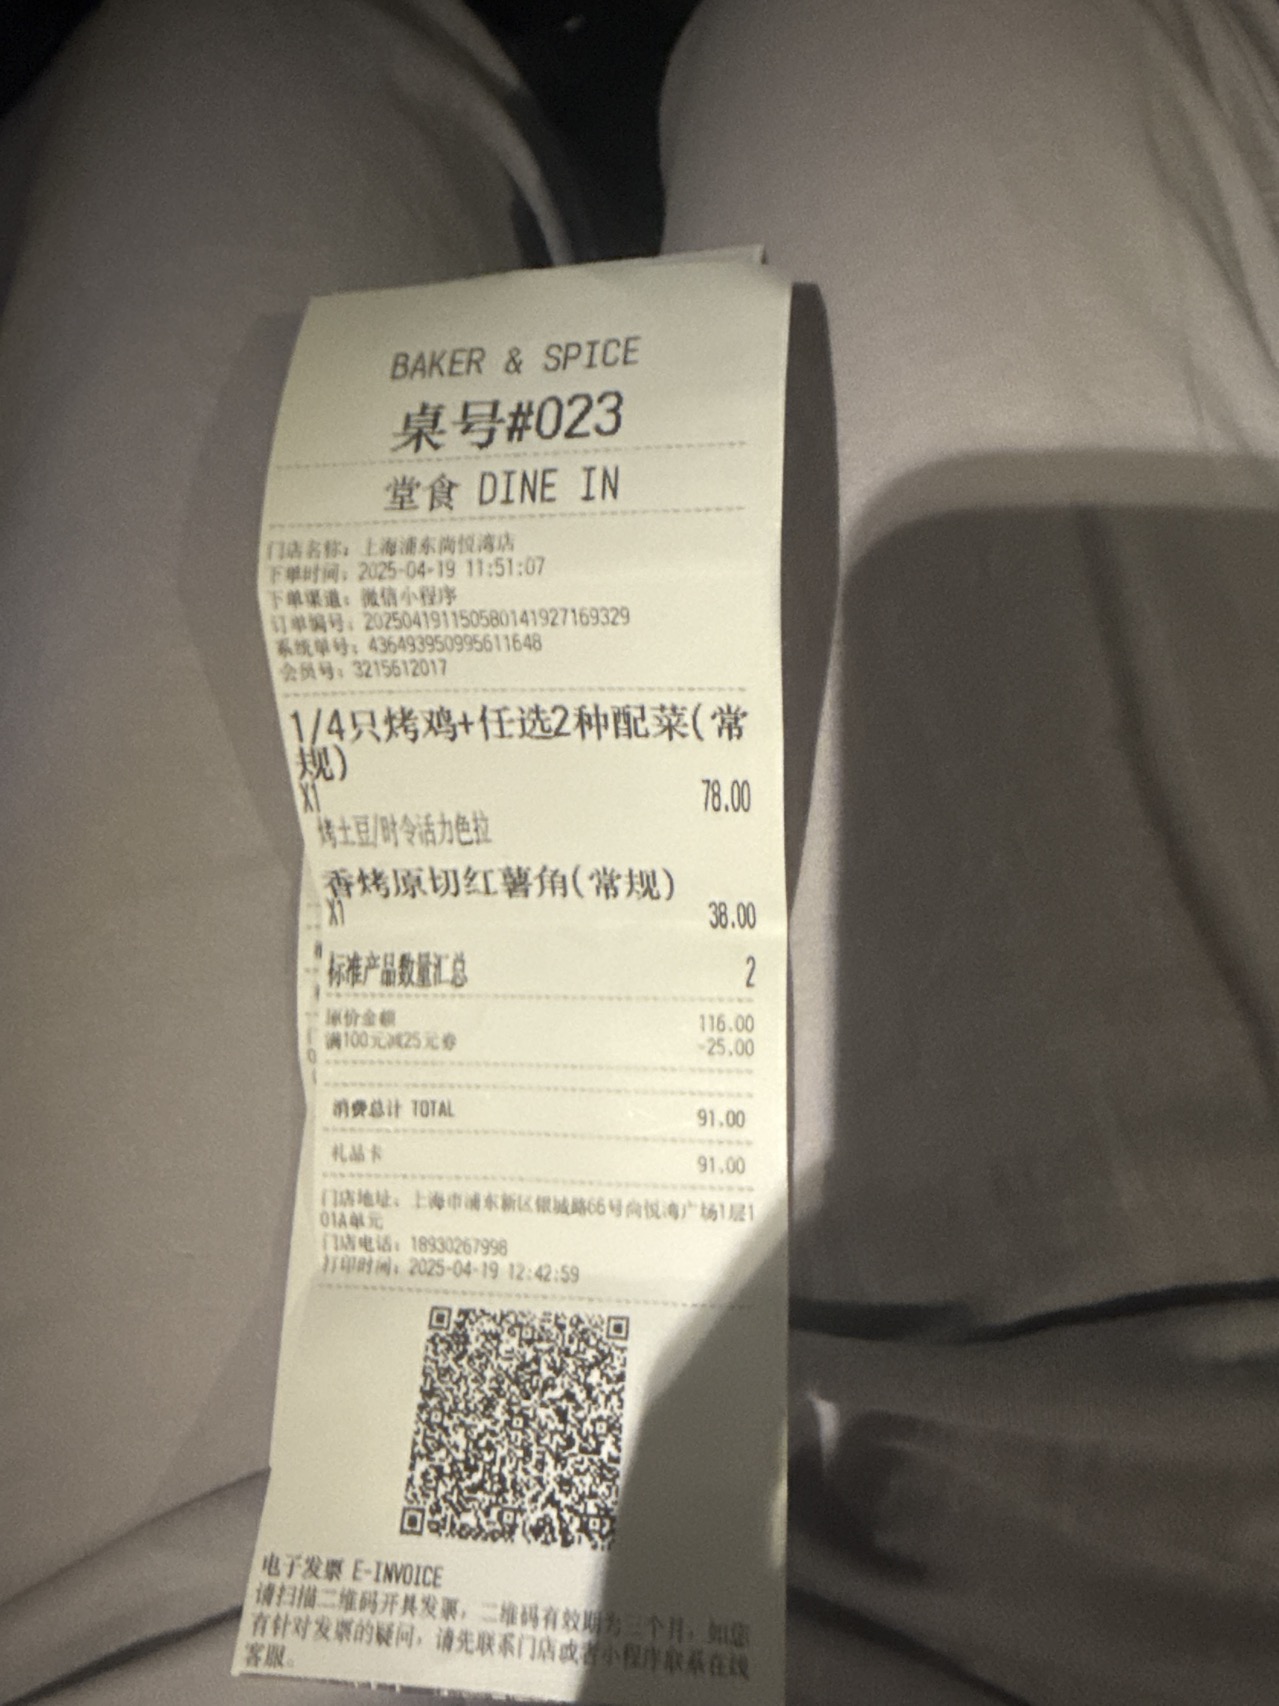 BAKER & SPICE
桌号#023
堂食 DINE IN
门店名称：上海浦东尚悦湾店
下单时间：2025-04-19 11:51:07
下单渠道：微信小程序
订单编号：2025041911505801419271693​29
系统单号：436493950995611648
会员号：3215612017
1/4只烤鸡+任选2种配菜(常
规)
X1 78.00
烤土豆/时令活力色拉
香烤原切红薯角(常规)
X1 38.00
标准产品数量汇总 2
原价金额 116.00
满100元减25元券 -25.00
消费总计 TOTAL 91.00
礼品卡 91.00
门店地址：上海市浦东新区银城路66号尚悦湾广场1层1
01A单元
门店电话：18930267998
打印时间：2025-04-19 12:42:59
电子发票 E-INVOICE
请扫描二维码开具发票，二维码有效期为三个月，如您
有针对发票的疑问，请先联系门店或者小程序联系在线
客服。